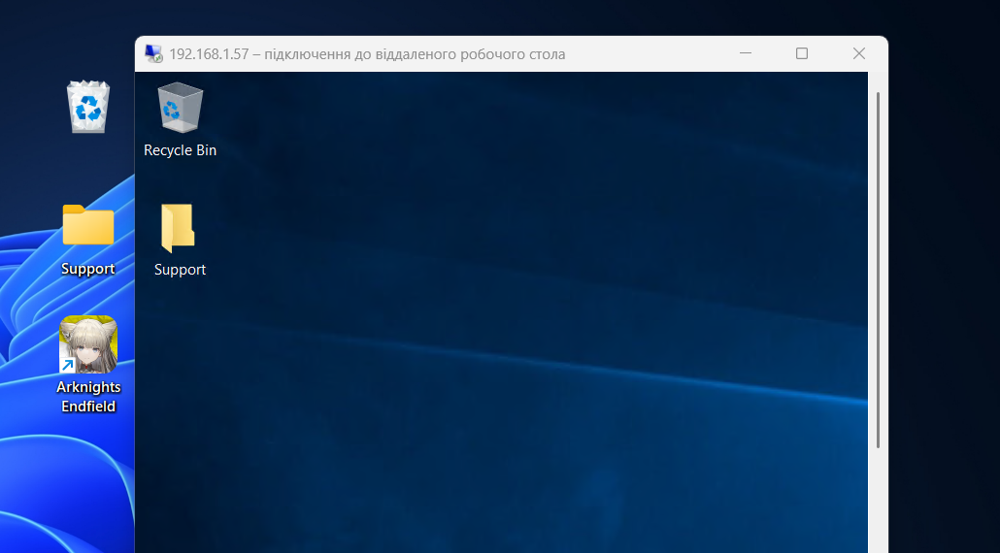 192.168.1.57 – підключення до віддаленого робочого стола
Recycle Bin
Support
Support
Arknights
Endfield